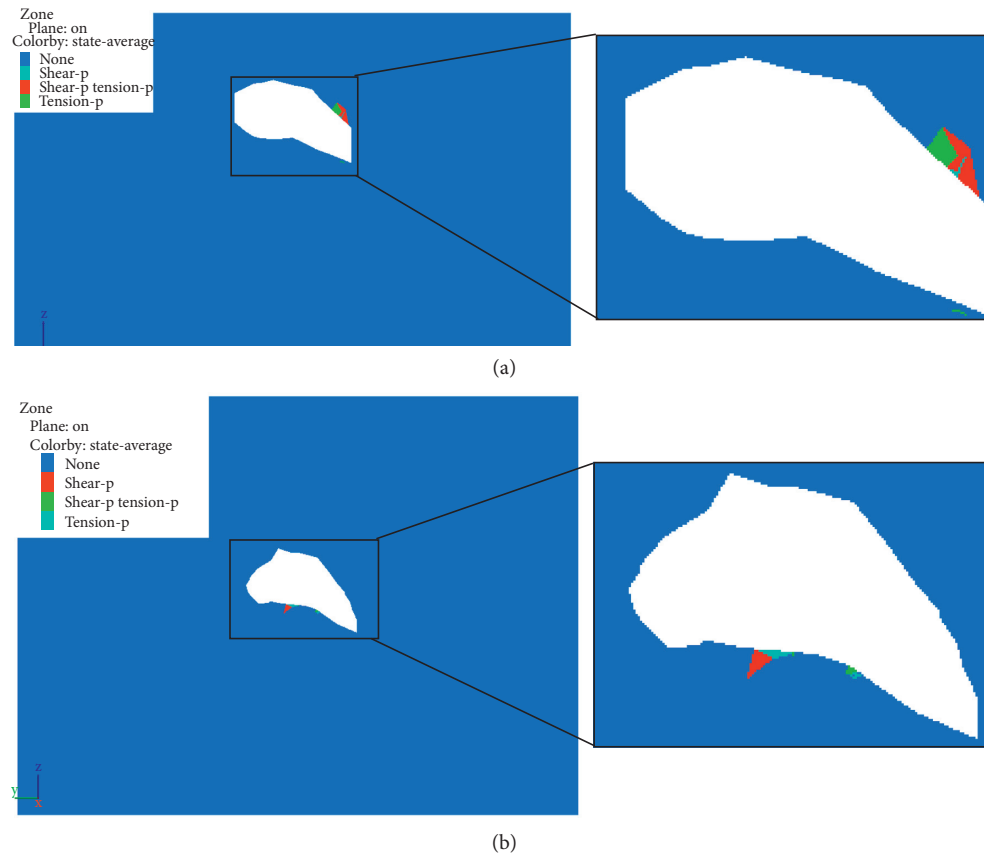 Zone
Plane: on
Colorby: state-average
None
Shear-p
Shear-p tension-p
Tension-p
z
(a)
Zone
Plane: on
Colorby: state-average
None
Shear-p
Shear-p tension-p
Tension-p
z
y
x
(b)